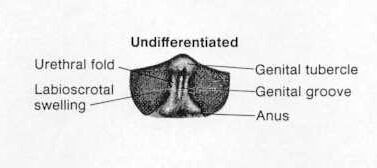 Undifferentiated
Urethral fold
Genital tubercle
Labioscrotal
swelling
Genital groove
Anus